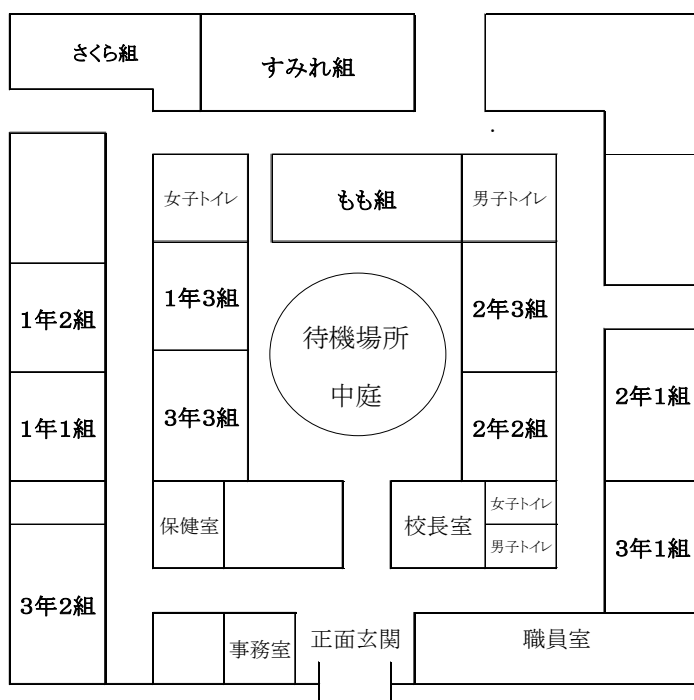 さくら組
すみれ組
女子トイレ
もも組
男子トイレ
1年3組
2年3組
1年2組
待機場所
中庭
1年1組
3年3組
2年2組
2年1組
保健室
校長室
女子トイレ
男子トイレ
3年1組
3年2組
事務室
正面玄関
職員室